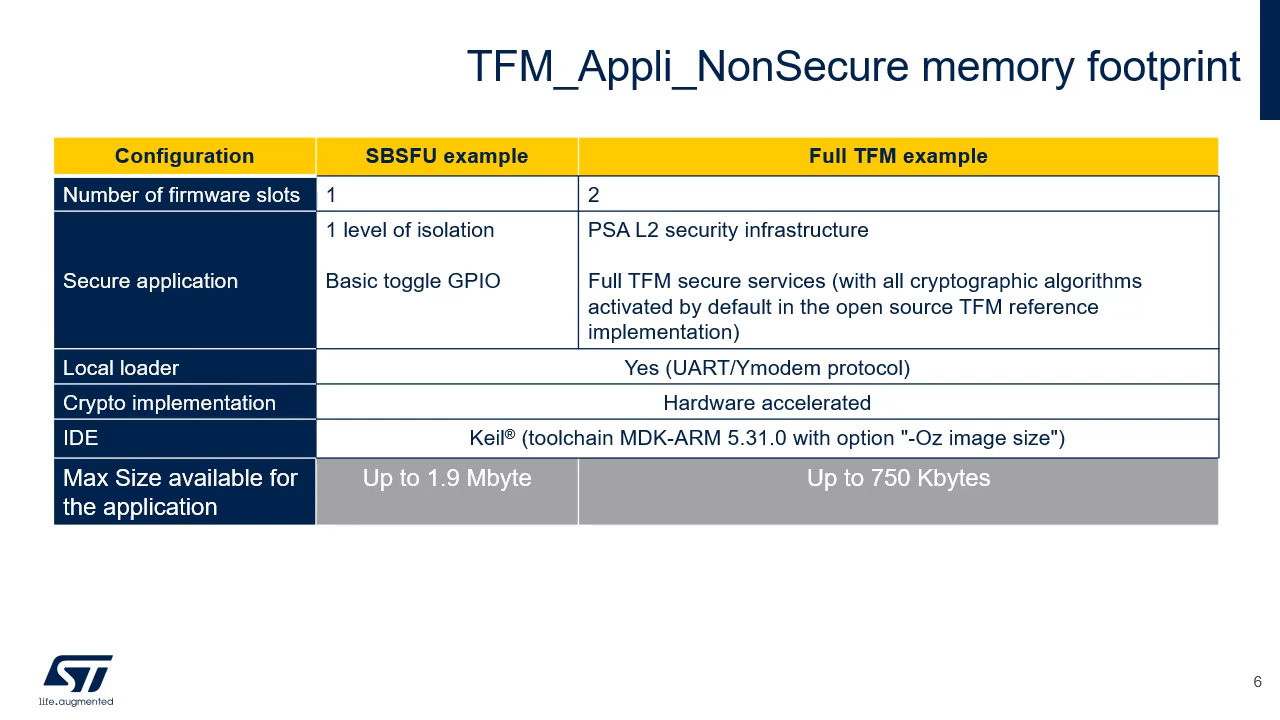 TFM_Appli_NonSecure memory footprint
Configuration
SBSFU example
Full TFM example
Number of firmware slots
1
2
Secure application
1 level of isolation
Basic toggle GPIO
PSA L2 security infrastructure
Full TFM secure services (with all cryptographic algorithms
activated by default in the open source TFM reference
implementation)
Local loader
Yes (UART/Ymodem protocol)
Crypto implementation
Hardware accelerated
IDE
Keil® (toolchain MDK-ARM 5.31.0 with option "-Oz image size")
Max Size available for
the application
Up to 1.9 Mbyte
Up to 750 Kbytes
ST
life.augmented
6